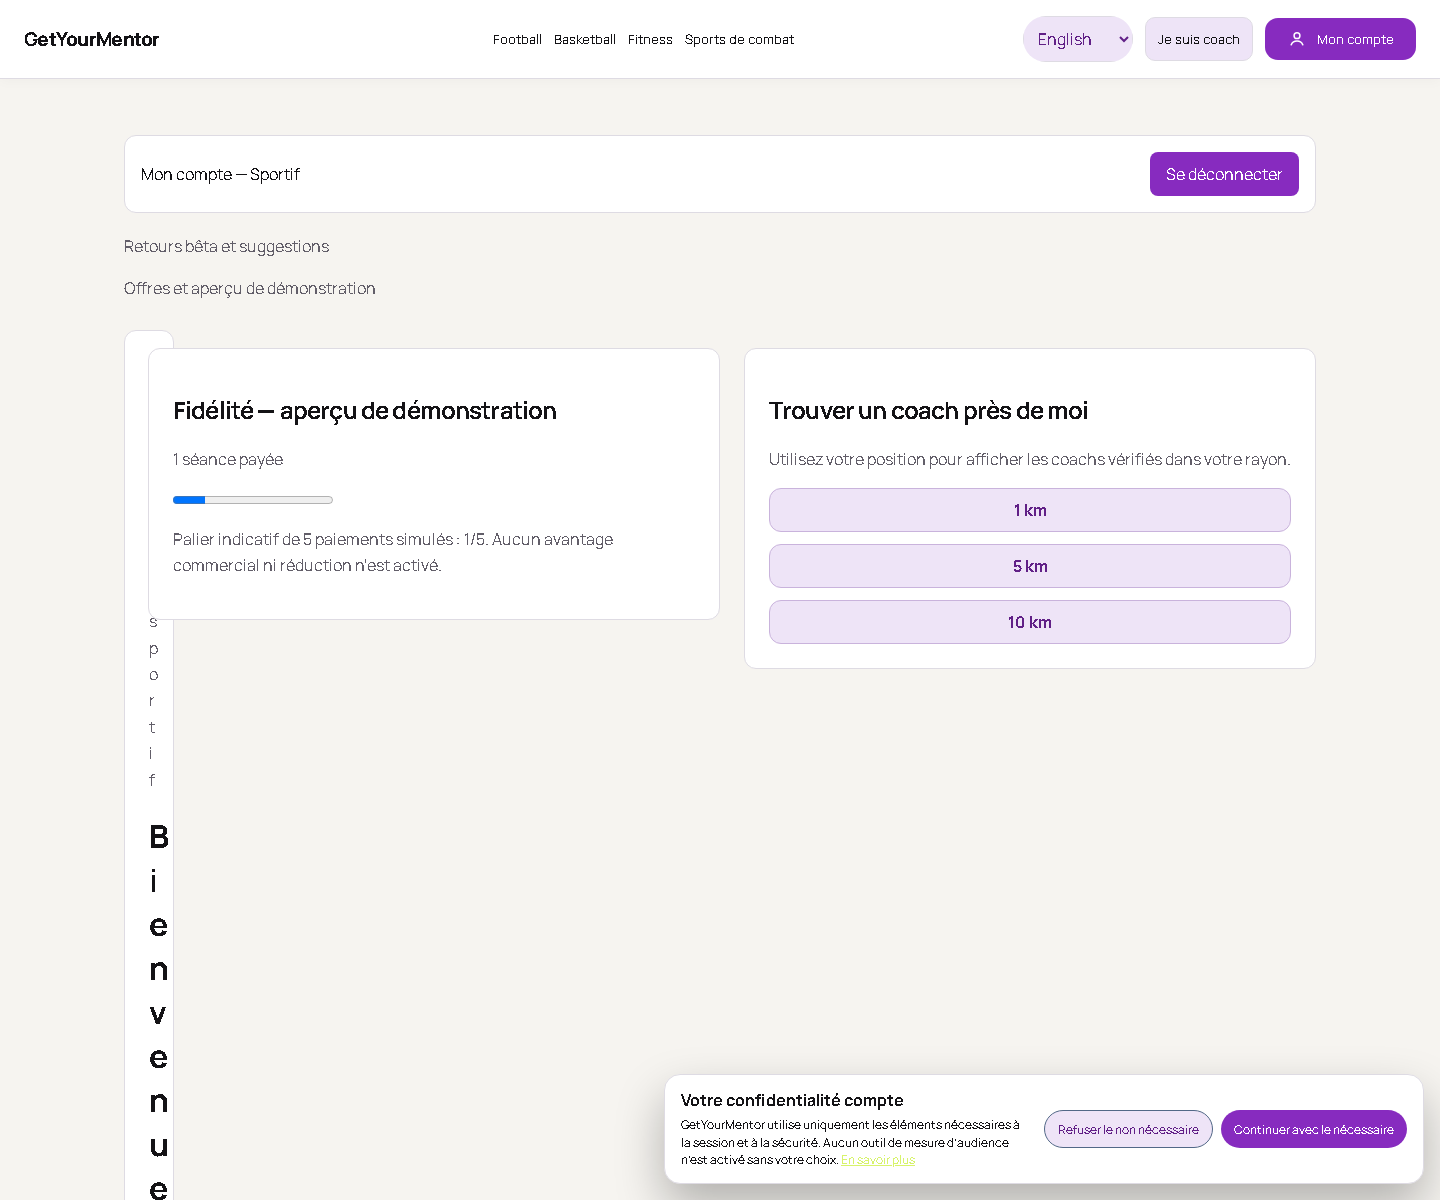 GetYourMentor
Football Basketball Fitness Sports de combat
English
Je suis coach
Mon compte
Mon compte — Sportif
Se déconnecter
Retours bêta et suggestions
Offres et aperçu de démonstration
Fidélité — aperçu de démonstration
1 séance payée
Palier indicatif de 5 paiements simulés : 1/5. Aucun avantage
commercial ni réduction n'est activé.
Trouver un coach près de moi
Utilisez votre position pour afficher les coachs vérifiés dans votre rayon.
1 km
5 km
10 km
s
p
o
r
t
i
f
B
i
e
n
v
e
n
u
e
Votre confidentialité compte
GetYourMentor utilise uniquement les éléments nécessaires à
la session et à la sécurité. Aucun outil de mesure d'audience
n'est activé sans votre choix. En savoir plus
Refuser le non nécessaire
Continuer avec le nécessaire